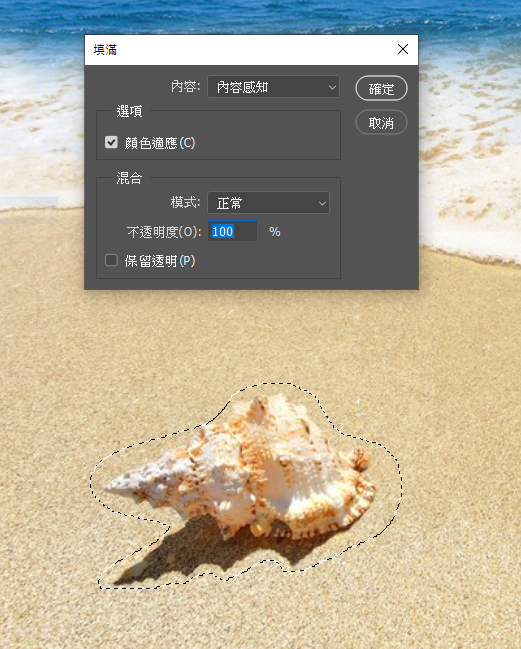 填滿
內容: 內容感知
確定
選項
取消
顏色適應(C)
混合
模式: 正常
不透明度(O): 100 %
保留透明(P)